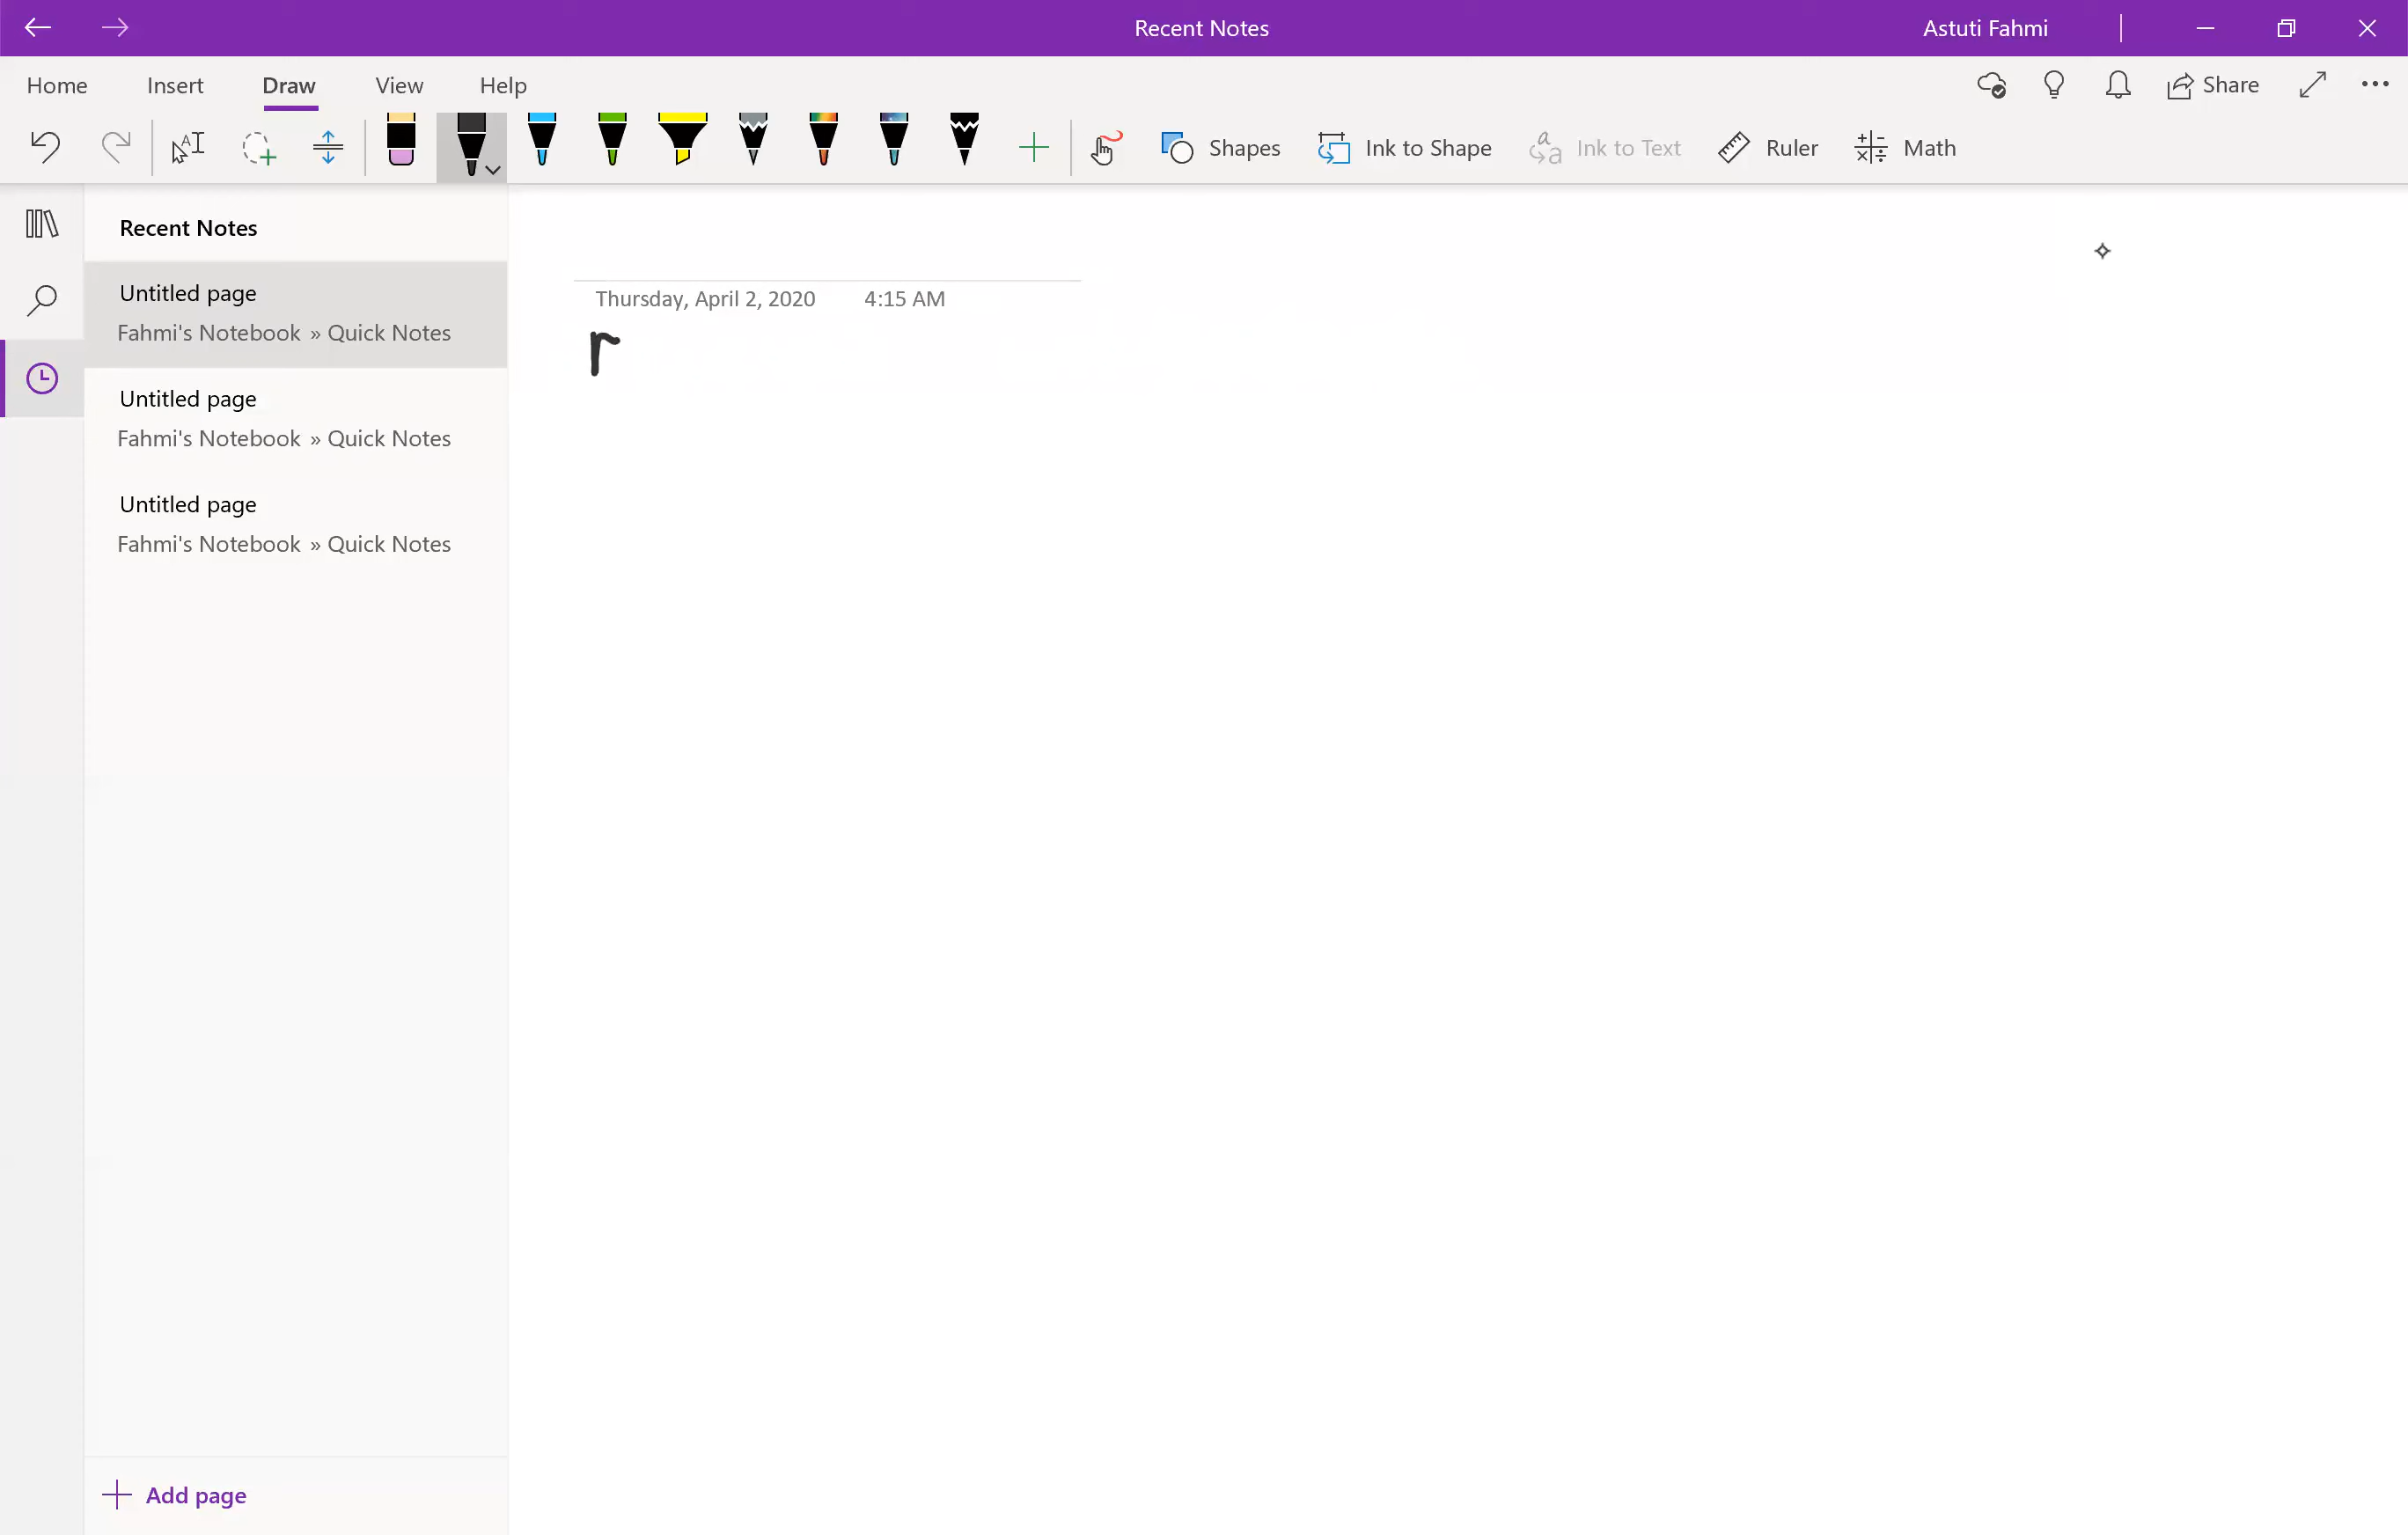 Recent Notes Astuti Fahmi
Home Insert Draw View Help Share
Shapes Ink to Shape Ink to Text Ruler Math
Recent Notes
Untitled page
Fahmi's Notebook » Quick Notes
Untitled page
Fahmi's Notebook » Quick Notes
Untitled page
Fahmi's Notebook » Quick Notes
Add page
Thursday, April 2, 2020 4:15 AM
r